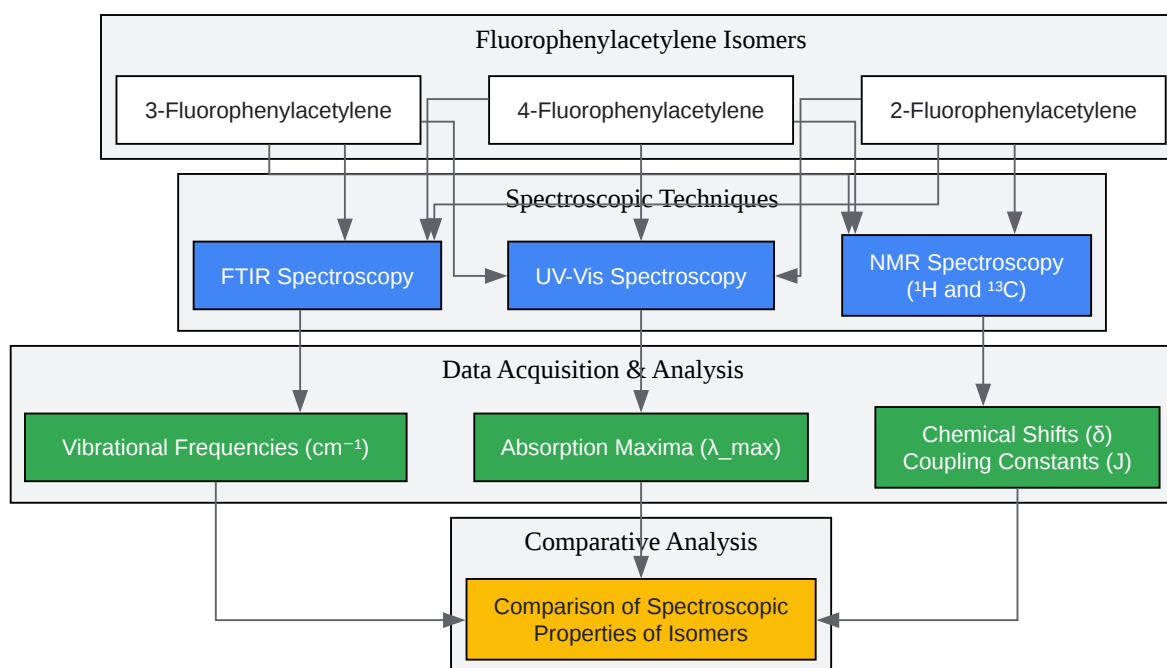 Fluorophenylacetylene Isomers
3-Fluorophenylacetylene
4-Fluorophenylacetylene
2-Fluorophenylacetylene
Spectroscopic Techniques
FTIR Spectroscopy
UV-Vis Spectroscopy
NMR Spectroscopy
(¹H and ¹³C)
Data Acquisition & Analysis
Vibrational Frequencies (cm⁻¹)
Absorption Maxima (λ_max)
Chemical Shifts (δ)
Coupling Constants (J)
Comparative Analysis
Comparison of Spectroscopic
Properties of Isomers